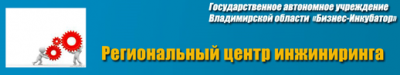 Государственное автономное учреждение
Владимирской области «Бизнес-Инкубатор»
Региональный центр инжиниринга